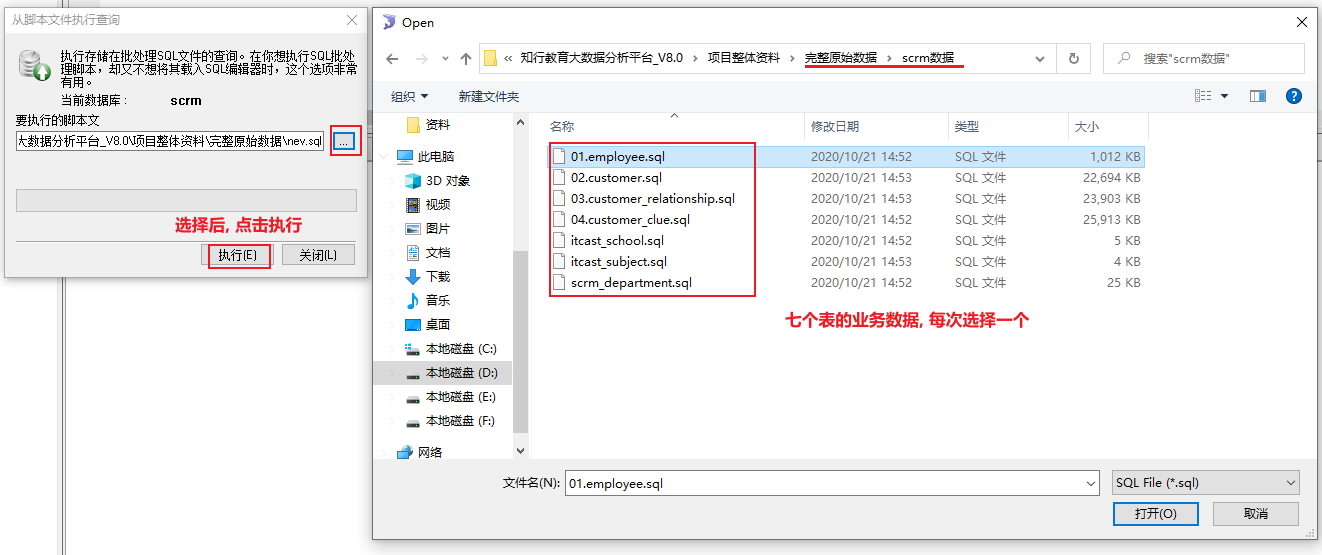 从脚本文件执行查询
执行存储在批处理SQL文件的查询。在你想执行SQL批处
理脚本，却又不想将其载入SQL编辑器时，这个选项非常
有用。
当前数据库： scrm
要执行的脚本文
大数据分析平台_V8.0\项目整体资料\完整原始数据\nev.sql ...
选择后, 点击执行
执行(E) 关闭(L)
Open
« 知行教育大数据分析平台_V8.0 › 项目整体资料 › 完整原始数据 › scrm数据
搜索"scrm数据"
组织 新建文件夹
资料
此电脑
3D 对象
视频
图片
文档
下载
音乐
桌面
本地磁盘 (C:)
本地磁盘 (D:)
本地磁盘 (E:)
本地磁盘 (F:)
网络
名称 修改日期 类型 大小
01.employee.sql 2020/10/21 14:52 SQL 文件 1,012 KB
02.customer.sql 2020/10/21 14:53 SQL 文件 22,694 KB
03.customer_relationship.sql 2020/10/21 14:53 SQL 文件 23,903 KB
04.customer_clue.sql 2020/10/21 14:52 SQL 文件 25,913 KB
itcast_school.sql 2020/10/21 14:52 SQL 文件 5 KB
itcast_subject.sql 2020/10/21 14:53 SQL 文件 4 KB
scrm_department.sql 2020/10/21 14:52 SQL 文件 25 KB
七个表的业务数据, 每次选择一个
文件名(N): 01.employee.sql SQL File (*.sql)
打开(O) 取消